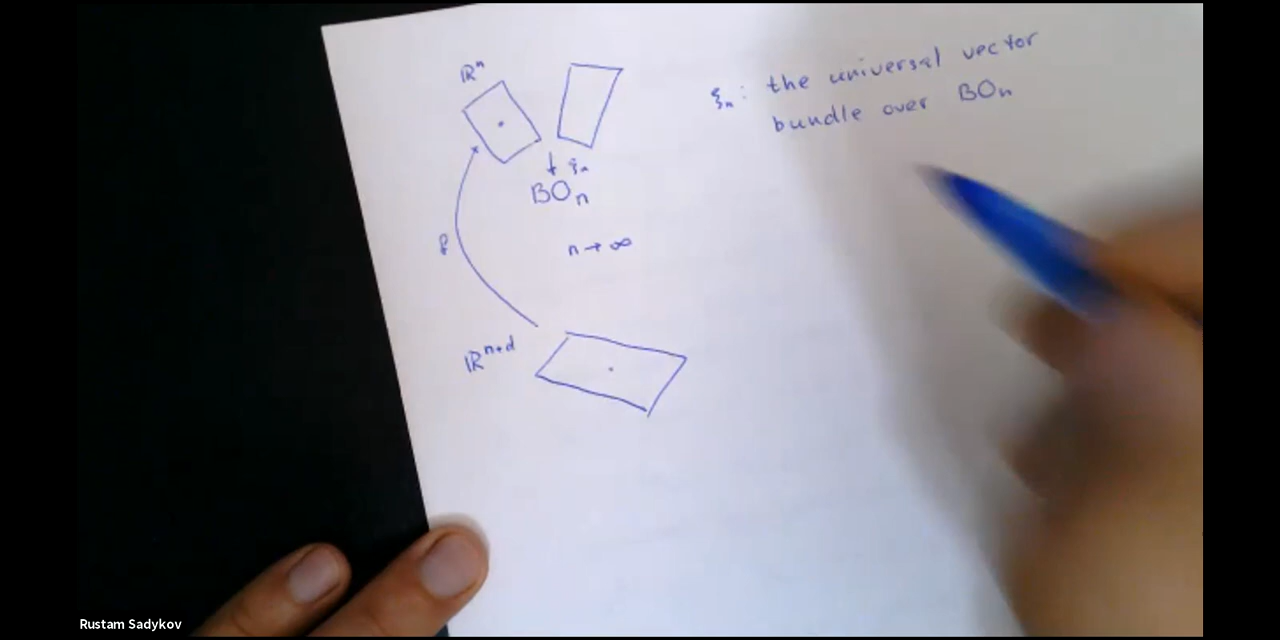 ℝⁿ
ξₙ: the universal vector
bundle over BOₙ
↓ ξₙ
BOₙ
n → ∞
ℝⁿ⁺ᵈ
Rustam Sadykov